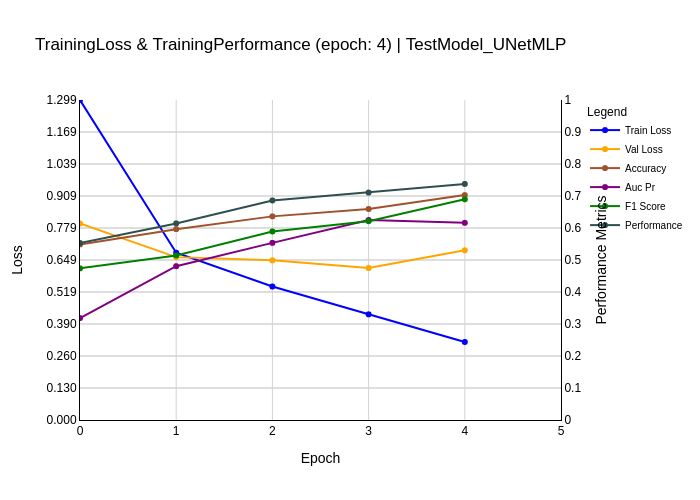 TrainingLoss & TrainingPerformance (epoch: 4) | TestModel_UNetMLP
1.299
1.169
1.039
0.909
0.779
0.649
0.519
0.390
0.260
0.130
0.000
Loss
0 1 2 3 4 5
Epoch
1
0.9
0.8
0.7
0.6
0.5
0.4
0.3
0.2
0.1
0
Performance Metrics
Legend
Train Loss
Val Loss
Accuracy
Auc Pr
F1 Score
Performance